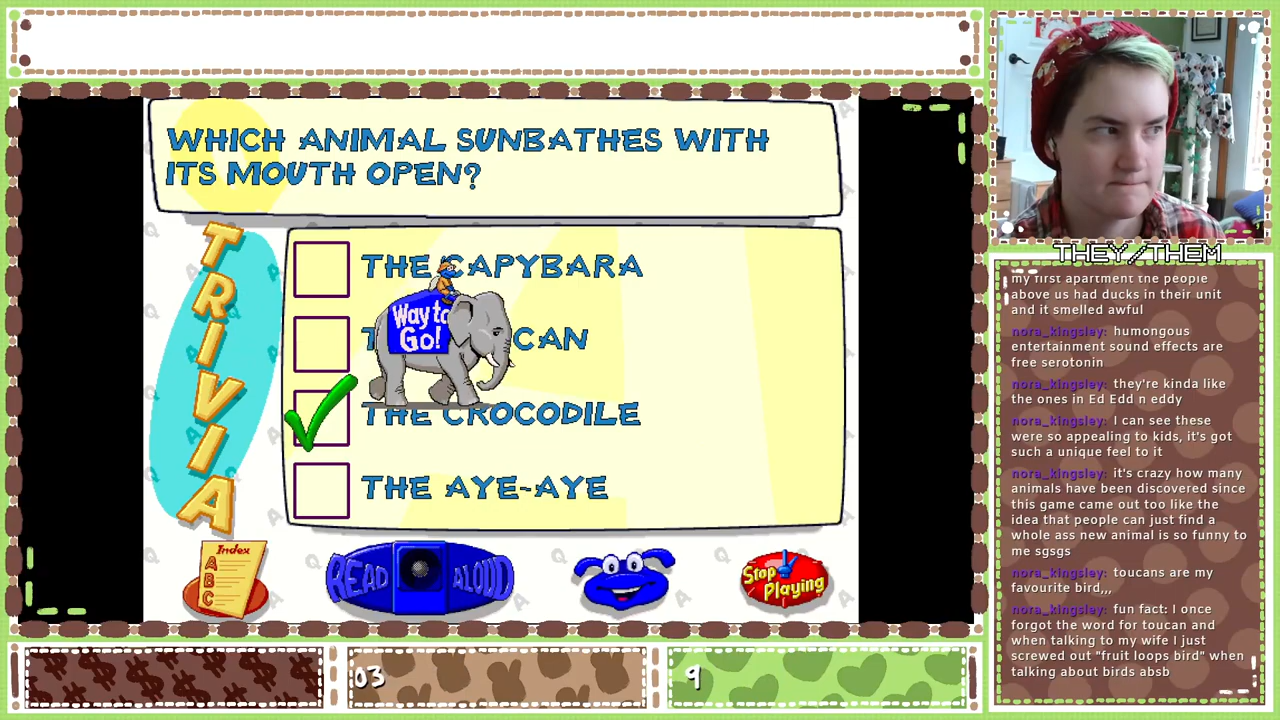 WHICH ANIMAL SUNBATHES WITH
ITS MOUTH OPEN?
TRIVIA
THE CAPYBARA
CAN
THE CROCODILE
THE AYE-AYE
Way to
Go!
Index
A
B
C
READ ALOUD
Stop
Playing
03
9
THEY/THEM
my first apartment the people
above us had ducks in their unit
and it smelled awful
nora_kingsley: humongous
entertainment sound effects are
free serotonin
nora_kingsley: they're kinda like
the ones in Ed Edd n eddy
nora_kingsley: I can see these
were so appealing to kids, it's got
such a unique feel to it
nora_kingsley: it's crazy how many
animals have been discovered since
this game came out too like the
idea that people can just find a
whole ass new animal is so funny to
me sgsgs
nora_kingsley: toucans are my
favourite bird,,,
nora_kingsley: fun fact: I once
forgot the word for toucan and
when talking to my wife I just
screwed out "fruit loops bird" when
talking about birds absb